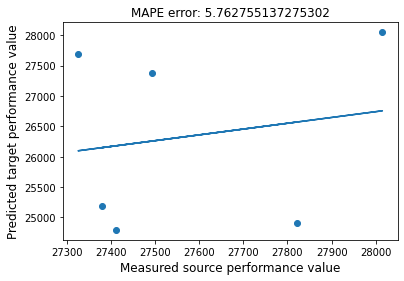 MAPE error: 5.762755137275302
28000
27500
27000
26500
26000
25500
25000
Predicted target performance value
27300 27400 27500 27600 27700 27800 27900 28000
Measured source performance value